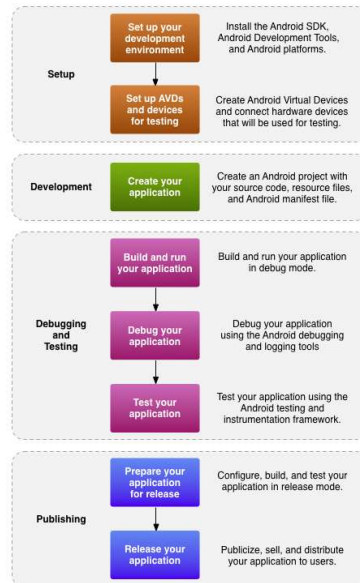 Setup
Set up your
development
environment
Install the Android SDK,
Android Development Tools,
and Android platforms.
Set up AVDs
and devices
for testing
Create Android Virtual Devices
and connect hardware devices
that will be used for testing.
Development
Create your
application
Create an Android project with
your source code, resource files,
and Android manifest file.
Debugging
and
Testing
Build and run
your application
Build and run your application
in debug mode.
Debug your
application
Debug your application
using the Android debugging
and logging tools
Test your
application
Test your application using the
Android testing and
instrumentation framework.
Publishing
Prepare your
application
for release
Configure, build, and test your
application in release mode.
Release your
application
Publicize, sell, and distribute
your application to users.